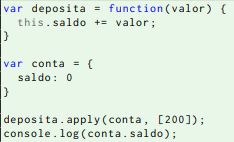 var deposita = function(valor) {
  this.saldo += valor;
}
var conta = {
  saldo: 0
}
deposita.apply(conta, [200]);
console.log(conta.saldo);